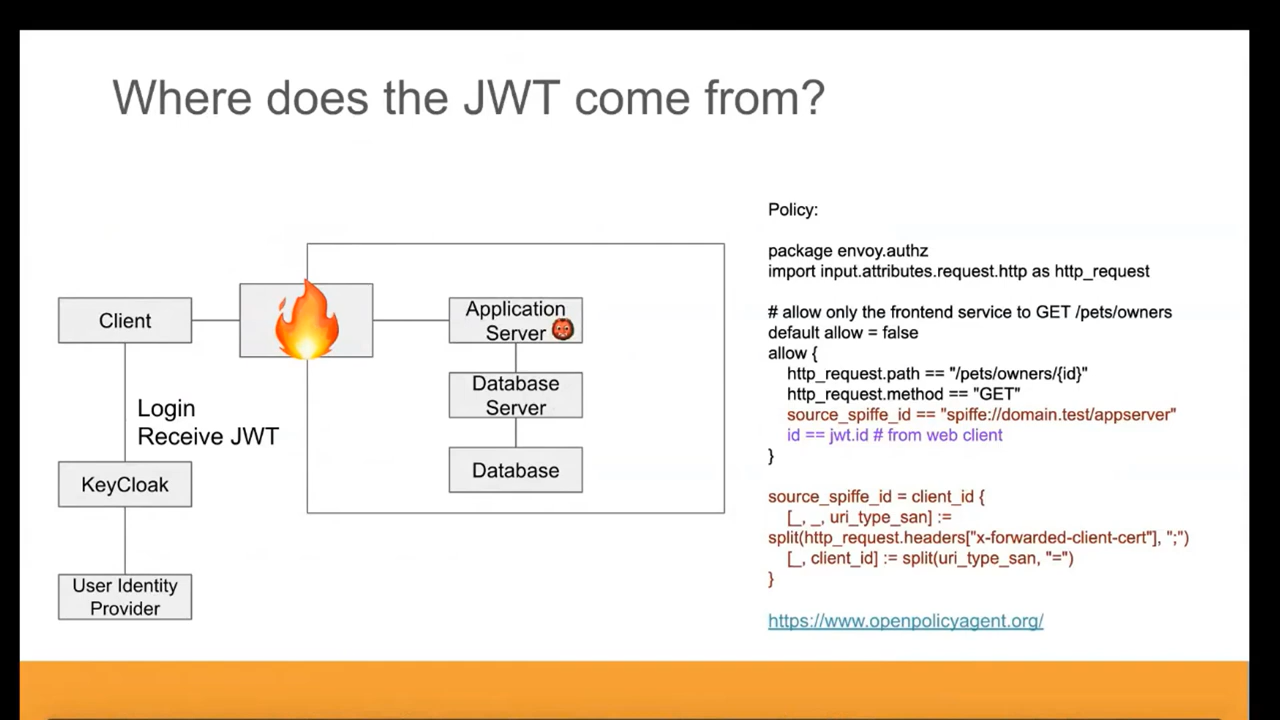 Where does the JWT come from?
Client
Application
Server
Database
Server
Database
Login
Receive JWT
KeyCloak
User Identity
Provider
Policy:
package envoy.authz
import input.attributes.request.http as http_request
# allow only the frontend service to GET /pets/owners
default allow = false
allow {
http_request.path == "/pets/owners/{id}"
http_request.method == "GET"
source_spiffe_id == "spiffe://domain.test/appserver"
id == jwt.id # from web client
}
source_spiffe_id = client_id {
[_, _, uri_type_san] :=
split(http_request.headers["x-forwarded-client-cert"], ";")
[_, client_id] := split(uri_type_san, "=")
}
https://www.openpolicyagent.org/